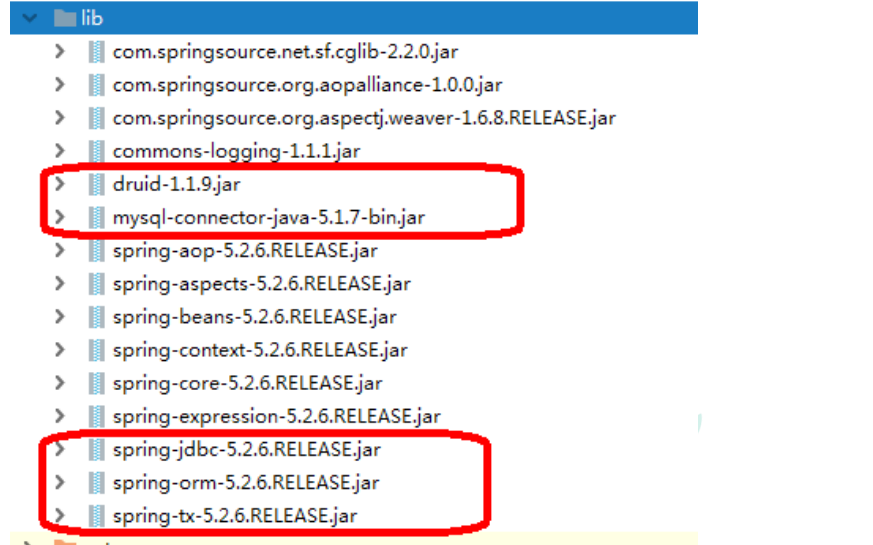 lib
com.springsource.net.sf.cglib-2.2.0.jar
com.springsource.org.aopalliance-1.0.0.jar
com.springsource.org.aspectj.weaver-1.6.8.RELEASE.jar
commons-logging-1.1.1.jar
druid-1.1.9.jar
mysql-connector-java-5.1.7-bin.jar
spring-aop-5.2.6.RELEASE.jar
spring-aspects-5.2.6.RELEASE.jar
spring-beans-5.2.6.RELEASE.jar
spring-context-5.2.6.RELEASE.jar
spring-core-5.2.6.RELEASE.jar
spring-expression-5.2.6.RELEASE.jar
spring-jdbc-5.2.6.RELEASE.jar
spring-orm-5.2.6.RELEASE.jar
spring-tx-5.2.6.RELEASE.jar